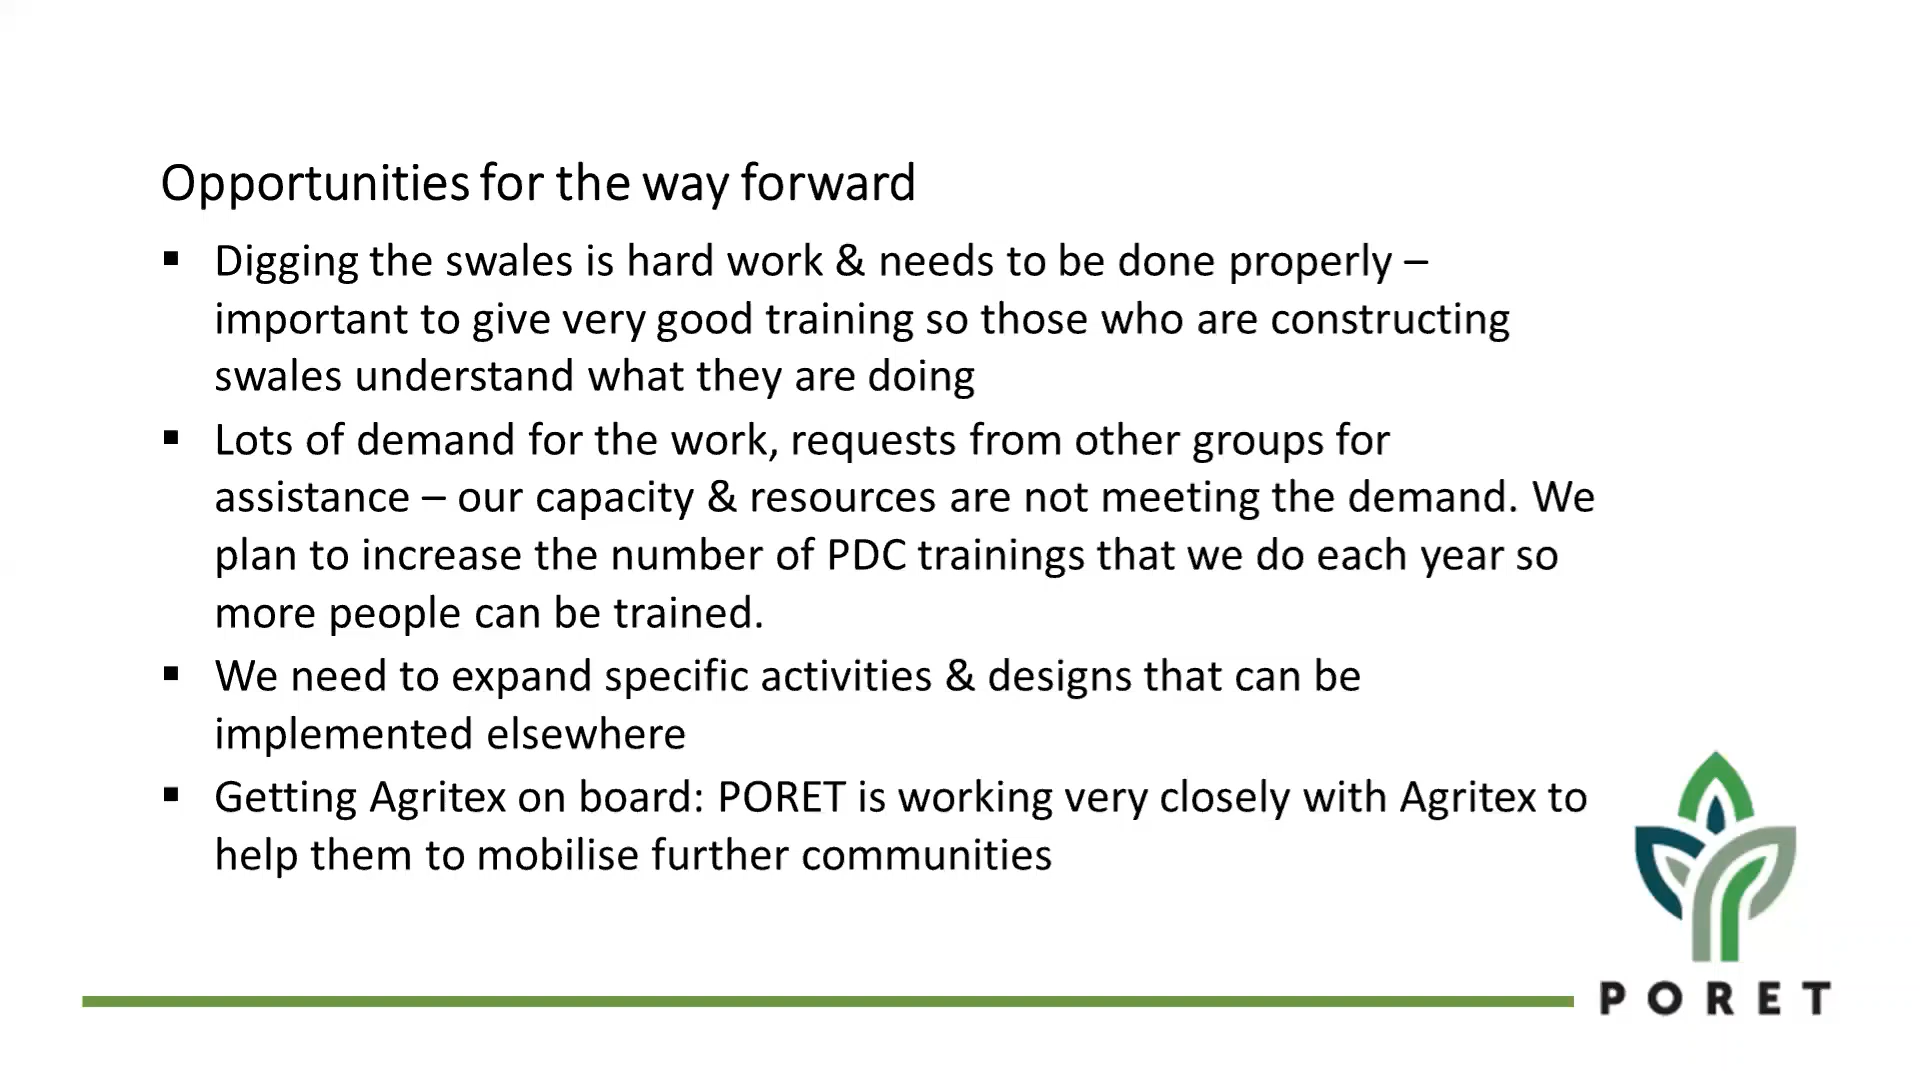 Opportunities for the way forward
▪ Digging the swales is hard work & needs to be done properly –
important to give very good training so those who are constructing
swales understand what they are doing
▪ Lots of demand for the work, requests from other groups for
assistance – our capacity & resources are not meeting the demand. We
plan to increase the number of PDC trainings that we do each year so
more people can be trained.
▪ We need to expand specific activities & designs that can be
implemented elsewhere
▪ Getting Agritex on board: PORET is working very closely with Agritex to
help them to mobilise further communities
PORET